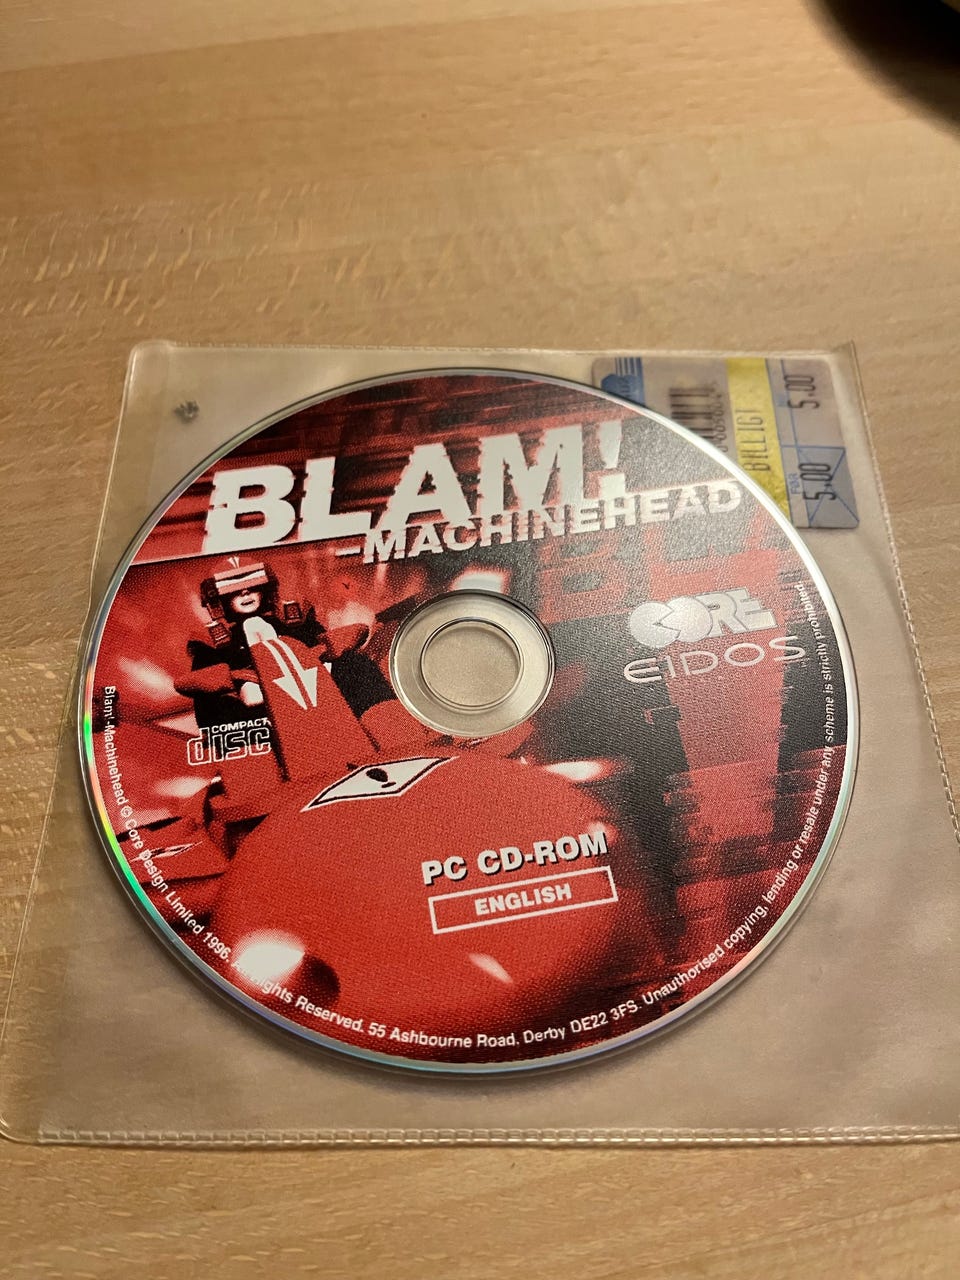 BLAM!
-MACHINEHEAD
CORE
EIDOS
COMPACT
disc
PC CD-ROM
ENGLISH
Blam!-Machinehead © Core Design Limited 1996. Rights Reserved. 55 Ashbourne Road, Derby DE22 3FS. Unauthorised copying, lending or resale under any scheme is strictly prohibited.
BILLIGT
FÖR
5.00
5.00